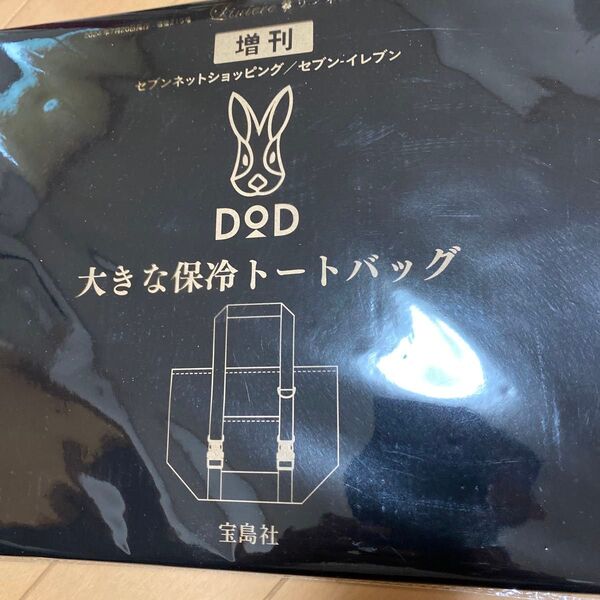 Liniere
増刊
セブンネットショッピング/セブン-イレブン
DOD
大きな保冷トートバッグ
宝島社